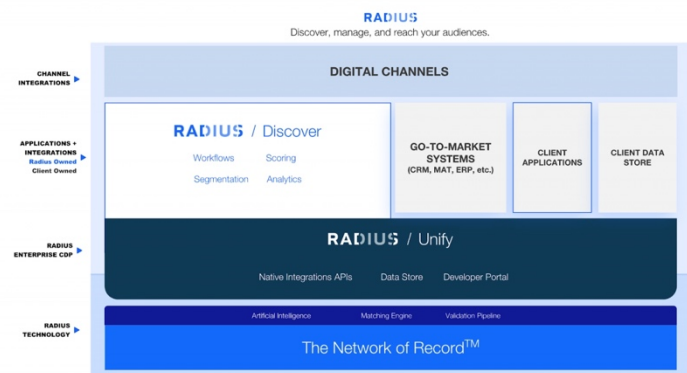 RADIUS
Discover, manage, and reach your audiences.
CHANNEL
INTEGRATIONS
DIGITAL CHANNELS
APPLICATIONS +
INTEGRATIONS
Radius Owned
Client Owned
RADIUS / Discover
Workflows Scoring
Segmentation Analytics
GO-TO-MARKET
SYSTEMS
(CRM, MAT, ERP, etc.)
CLIENT
APPLICATIONS
CLIENT DATA
STORE
RADIUS
ENTERPRISE CDP
RADIUS / Unify
Native Integrations APIs Data Store Developer Portal
RADIUS
TECHNOLOGY
Artificial Intelligence Matching Engine Validation Pipeline
The Network of Record™